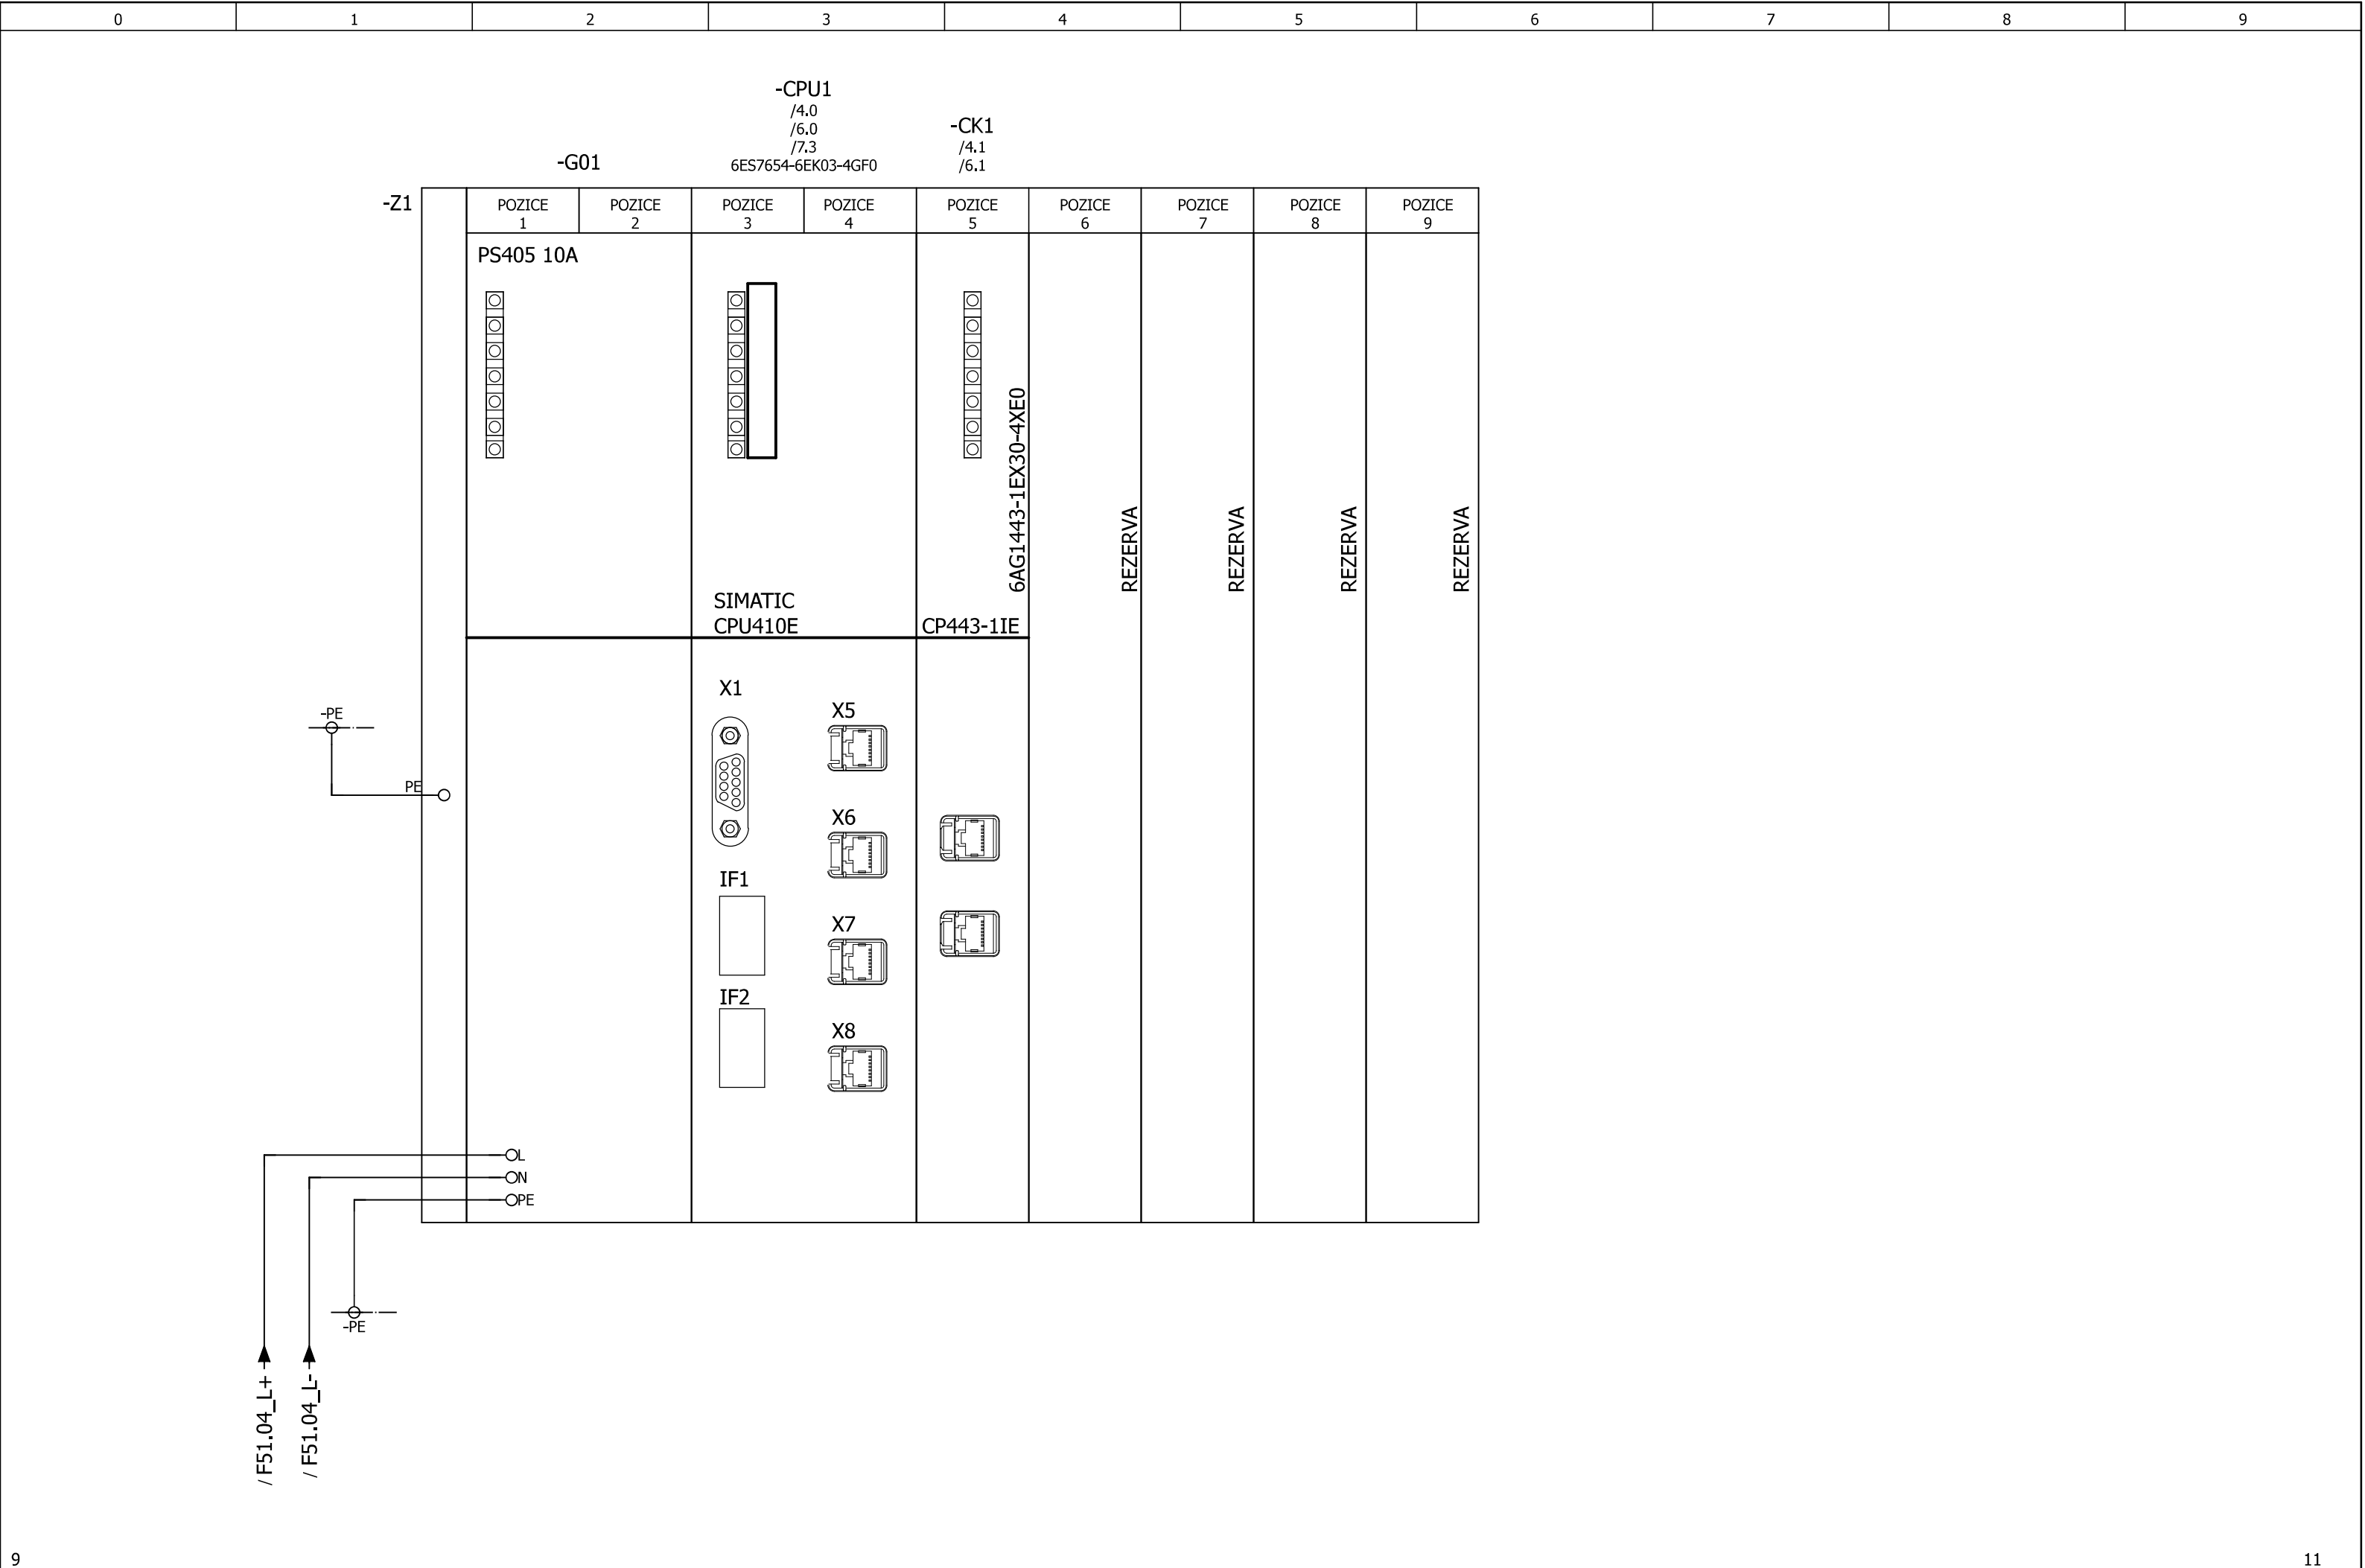 0 1 2 3 4 5 6 7 8 9
-CPU1
/4.0
/6.0
/7.3
6ES7654-6EK03-4GF0
-CK1
/4.1
/6.1
-G01
-Z1
POZICE 1
POZICE 2
POZICE 3
POZICE 4
POZICE 5
POZICE 6
POZICE 7
POZICE 8
POZICE 9
PS405 10A
6AG1443-1EX30-4XE0
REZERVA
REZERVA
REZERVA
REZERVA
SIMATIC
CPU410E
CP443-1IE
X1
X5
-PE
PE
X6
IF1
X7
IF2
X8
L
N
PE
-PE
/ F51.04_L+
/ F51.04_L-
9
11